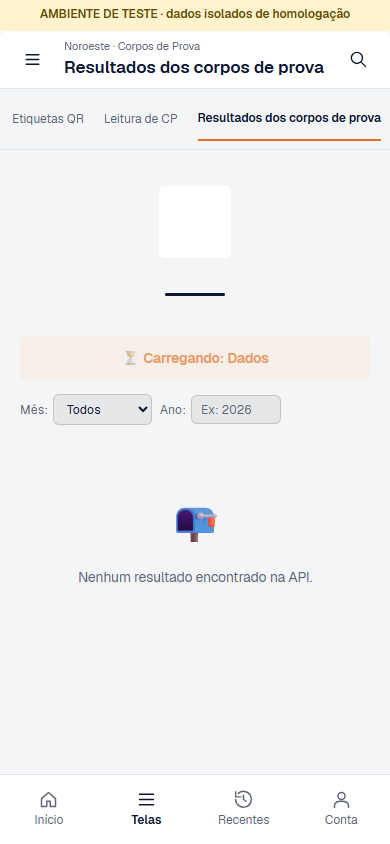 AMBIENTE DE TESTE · dados isolados de homologação
Noroeste · Corpos de Prova
Resultados dos corpos de prova
Etiquetas QR
Leitura de CP
Resultados dos corpos de prova
⏳ Carregando: Dados
Mês: Todos Ano: Ex: 2026
Nenhum resultado encontrado na API.
Início
Telas
Recentes
Conta